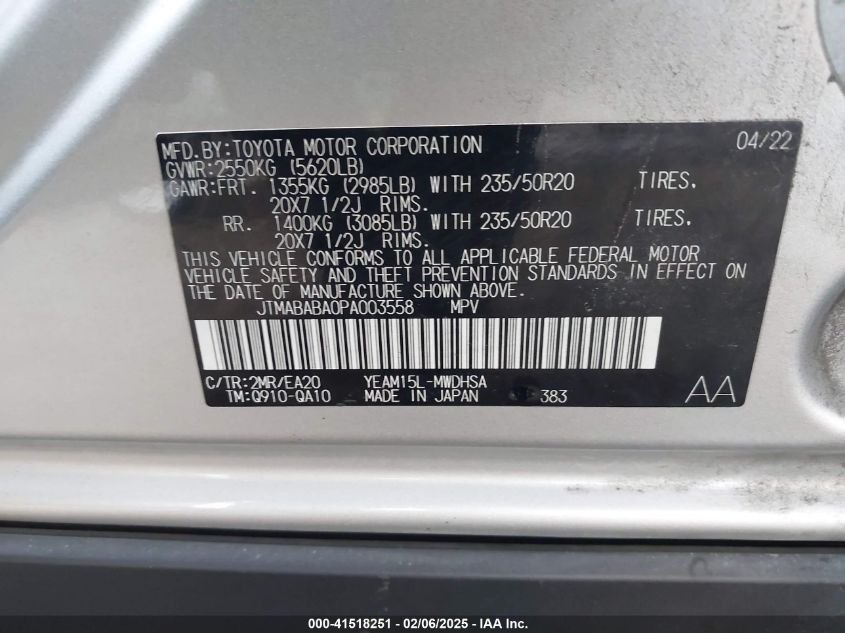 MFD.BY:TOYOTA MOTOR CORPORATION 04/22
GVWR:2550KG (5620LB)
GAWR:FRT. 1355KG (2985LB) WITH 235/50R20 TIRES.
20X7 1/2J RIMS.
RR. 1400KG (3085LB) WITH 235/50R20 TIRES.
20X7 1/2J RIMS.
THIS VEHICLE CONFORMS TO ALL APPLICABLE FEDERAL MOTOR
VEHICLE SAFETY AND THEFT PREVENTION STANDARDS IN EFFECT ON
THE DATE OF MANUFACTURE SHOWN ABOVE.
JTMABABA0PA003558 MPV
C/TR:2MR/EA20 YEAM15L-MWDHSA
TM:Q910-QA10 MADE IN JAPAN 383 AA
000-41518251 - 02/06/2025 - IAA Inc.